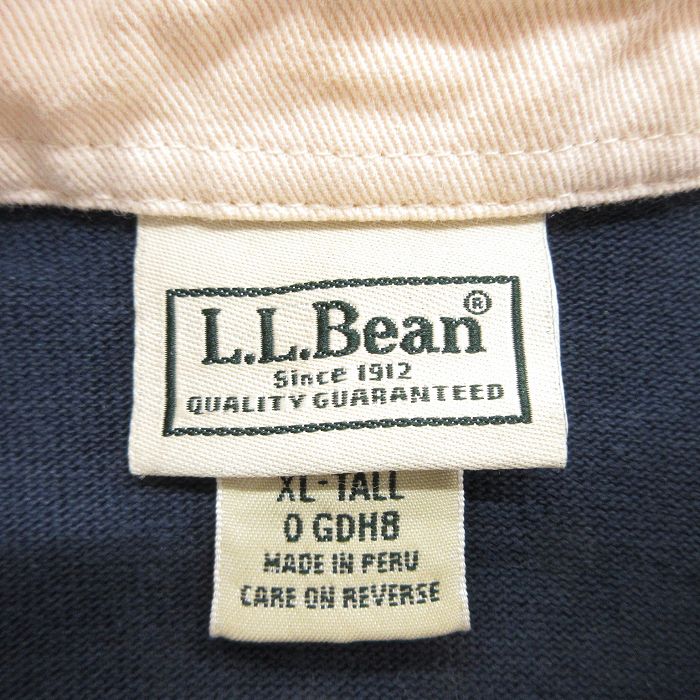 L.L.Bean®
Since 1912
QUALITY GUARANTEED
XL-TALL
0 GDH8
MADE IN PERU
CARE ON REVERSE